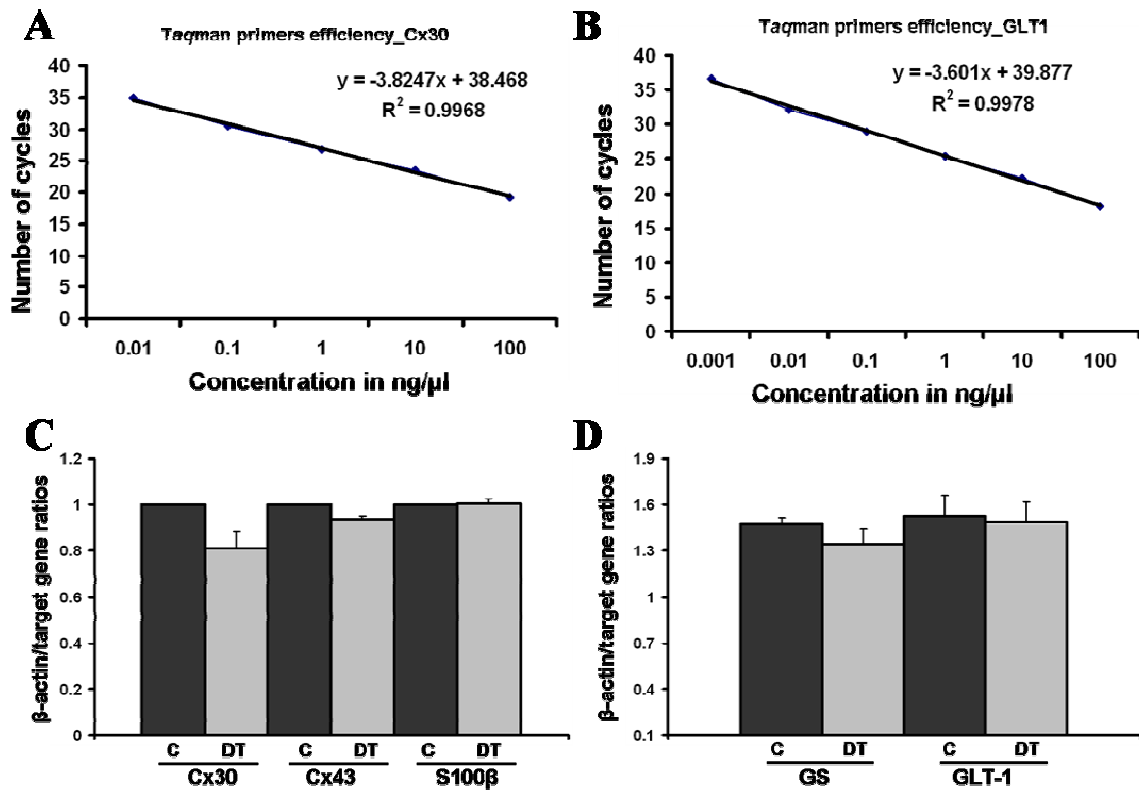 A
Taqman primers efficiency_Cx30
y = -3.8247x + 38.468
R² = 0.9968
Number of cycles
40
35
30
25
20
15
10
5
0
0.01 0.1 1 10 100
Concentration in ng/µl
B
Taqman primers efficiency_GLT1
y = -3.601x + 39.877
R² = 0.9978
Number of cycles
40
35
30
25
20
15
10
5
0
0.001 0.01 0.1 1 10 100
Concentration in ng/µl
C
β-actin/target gene ratios
1.2
1
0.8
0.6
0.4
0.2
0
C DT C DT C DT
Cx30 Cx43 S100β
D
β-actin/target gene ratios
1.9
1.6
1.3
1
0.7
0.4
0.1
C DT C DT
GS GLT-1